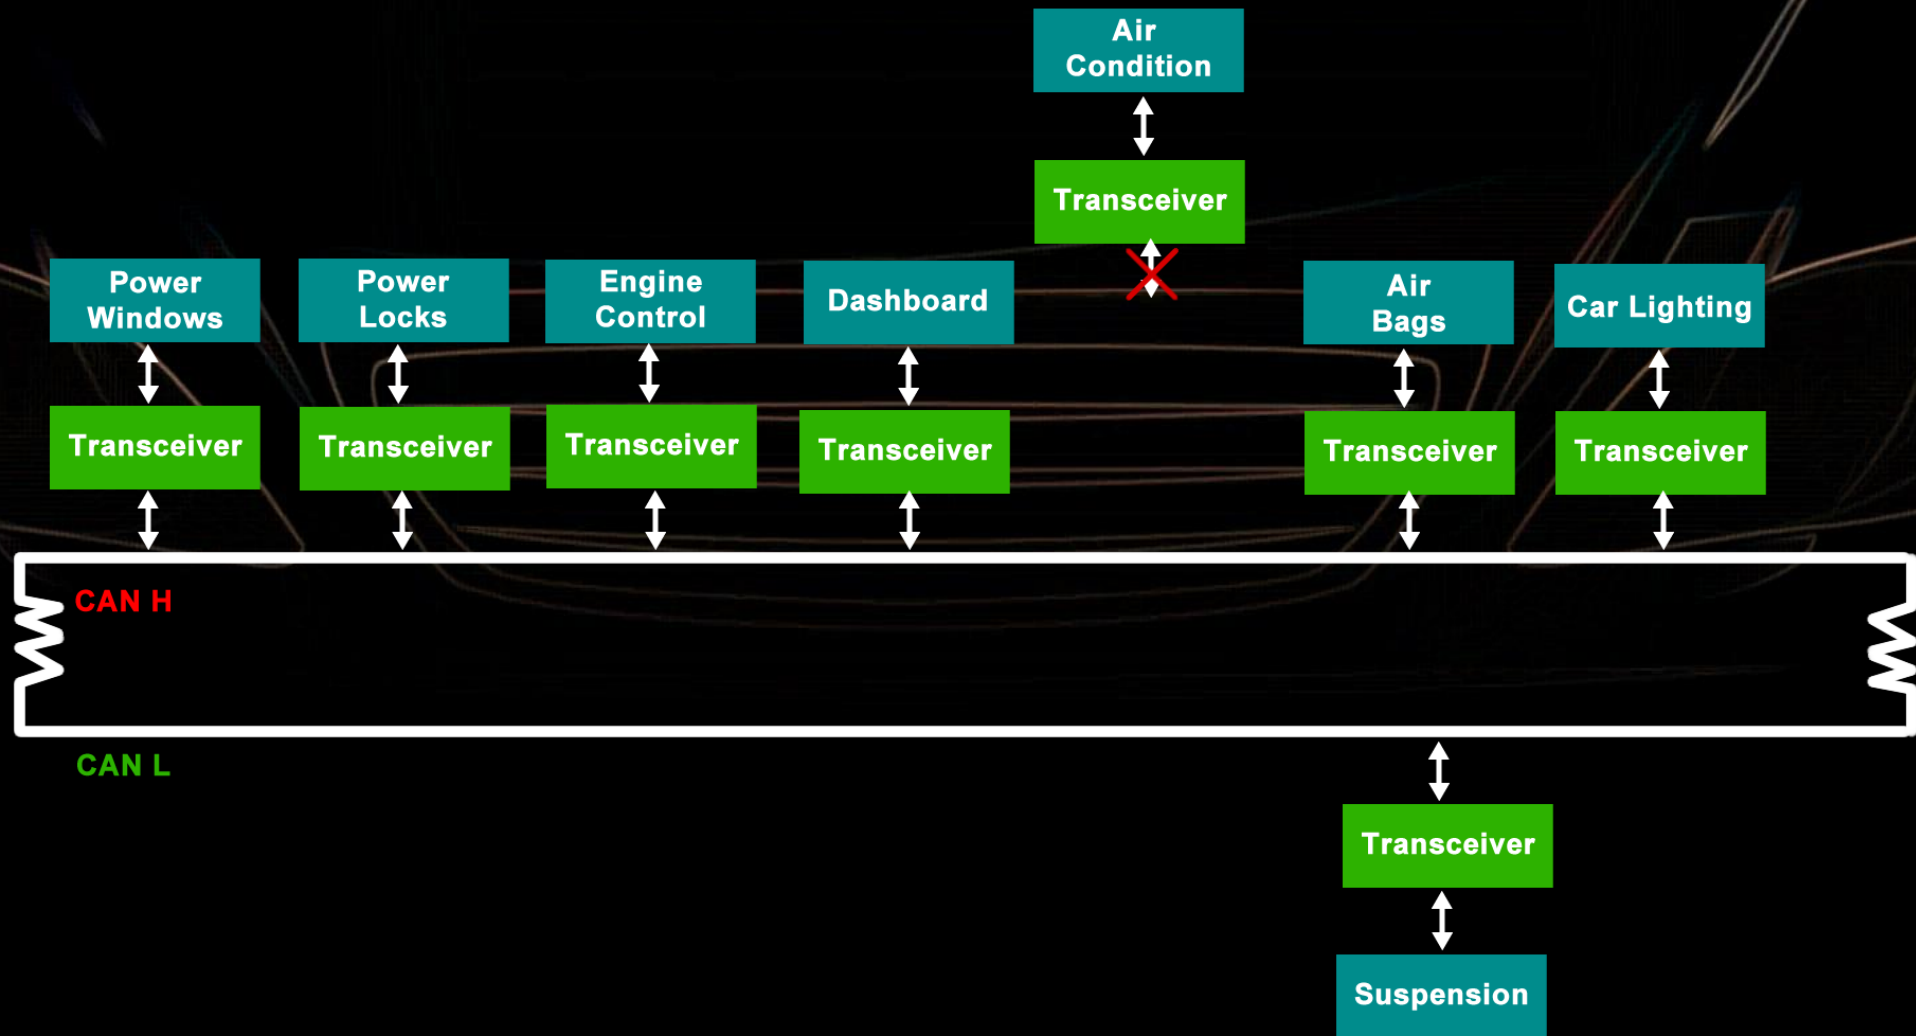 Air
Condition
Transceiver
Power
Windows
Power
Locks
Engine
Control
Dashboard
Air
Bags
Car Lighting
Transceiver
Transceiver
Transceiver
Transceiver
Transceiver
Transceiver
CAN H
CAN L
Transceiver
Suspension